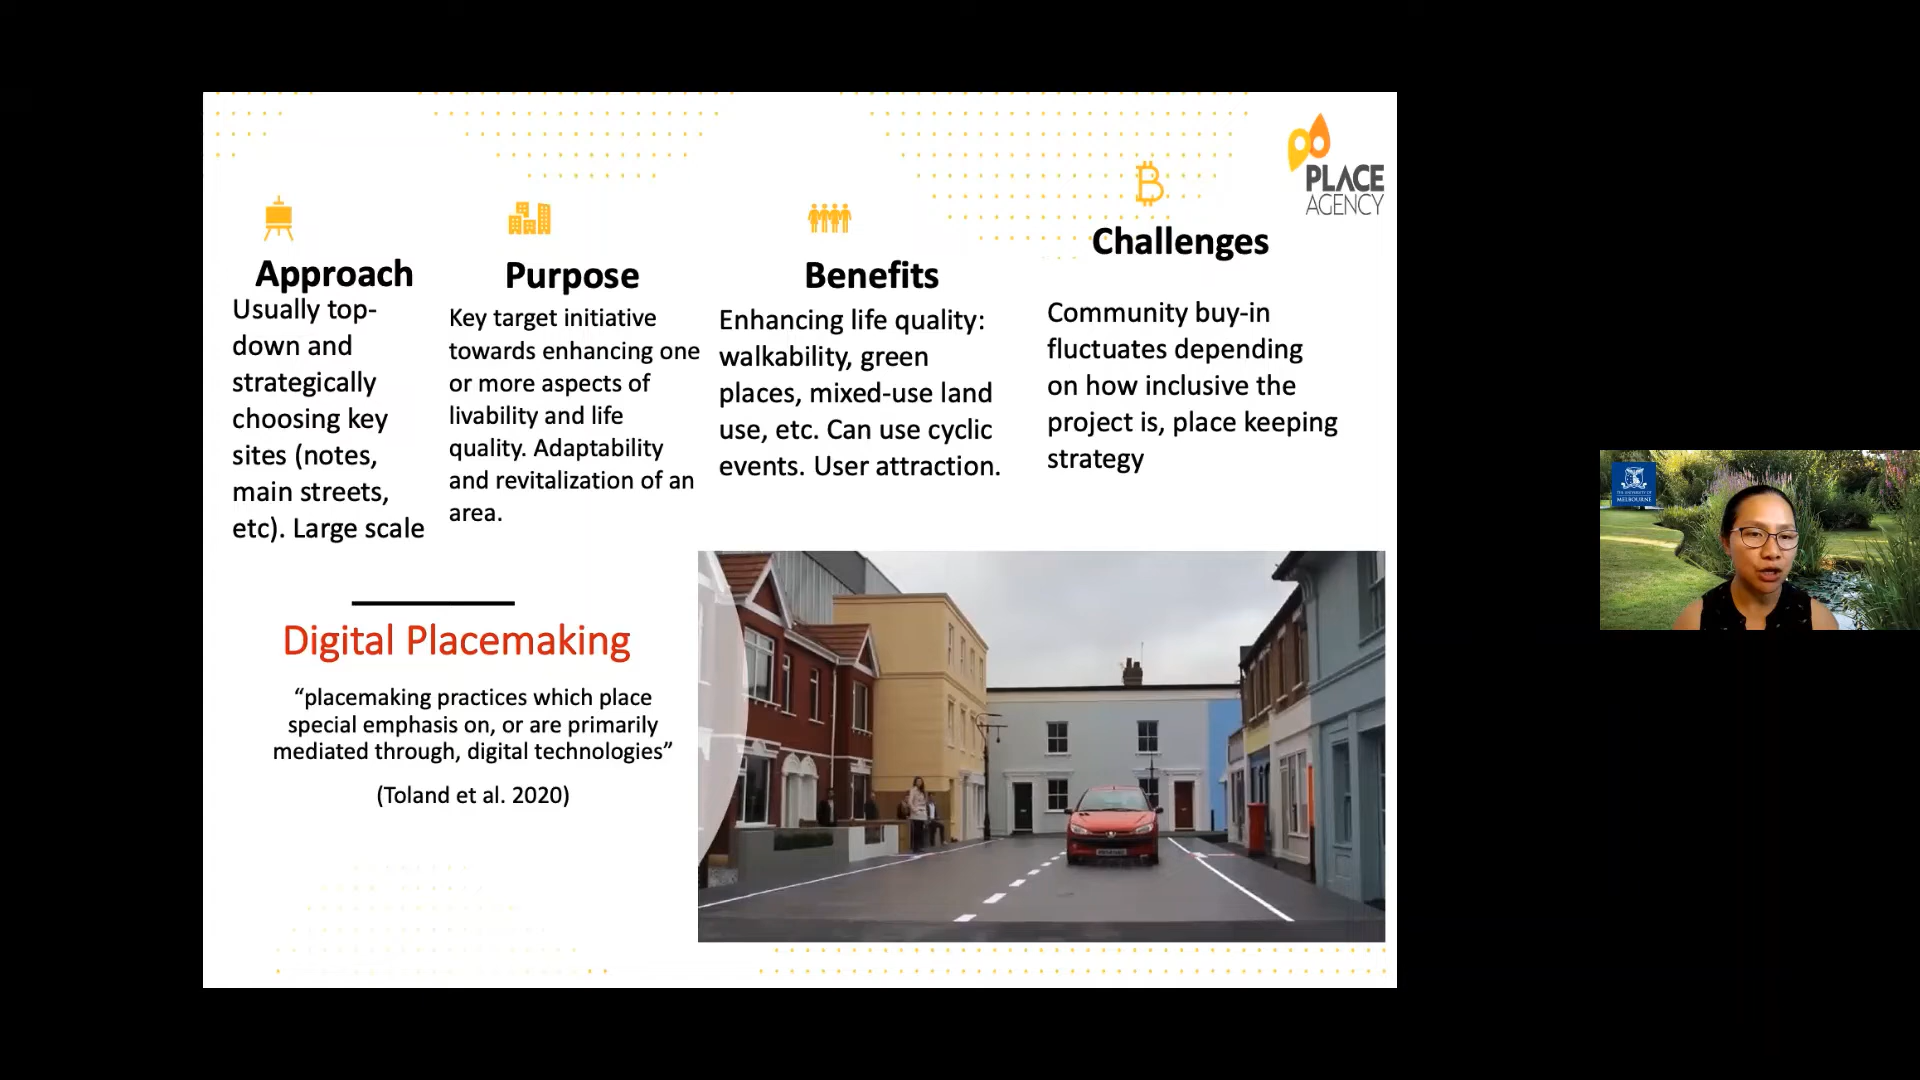 PLACE
AGENCY
Approach
Usually top-
down and
strategically
choosing key
sites (notes,
main streets,
etc). Large scale
Purpose
Key target initiative
towards enhancing one
or more aspects of
livability and life
quality. Adaptability
and revitalization of an
area.
Benefits
Enhancing life quality:
walkability, green
places, mixed-use land
use, etc. Can use cyclic
events. User attraction.
Challenges
Community buy-in
fluctuates depending
on how inclusive the
project is, place keeping
strategy
Digital Placemaking
“placemaking practices which place
special emphasis on, or are primarily
mediated through, digital technologies”
(Toland et al. 2020)
THE UNIVERSITY OF
MELBOURNE